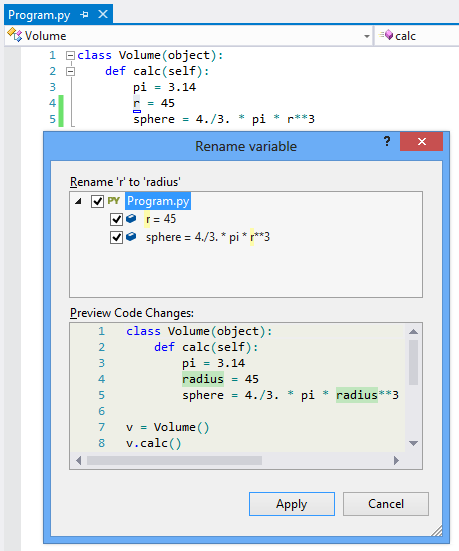 Program.py
Volume calc
1 class Volume(object):
2 def calc(self):
3 pi = 3.14
4 r = 45
5 sphere = 4./3. * pi * r**3
Rename variable ?
Rename 'r' to 'radius'
PY Program.py
r = 45
sphere = 4./3. * pi * r**3
Preview Code Changes:
1 class Volume(object):
2 def calc(self):
3 pi = 3.14
4 radius = 45
5 sphere = 4./3. * pi * radius**3
6
7 v = Volume()
8 v.calc()
Apply Cancel